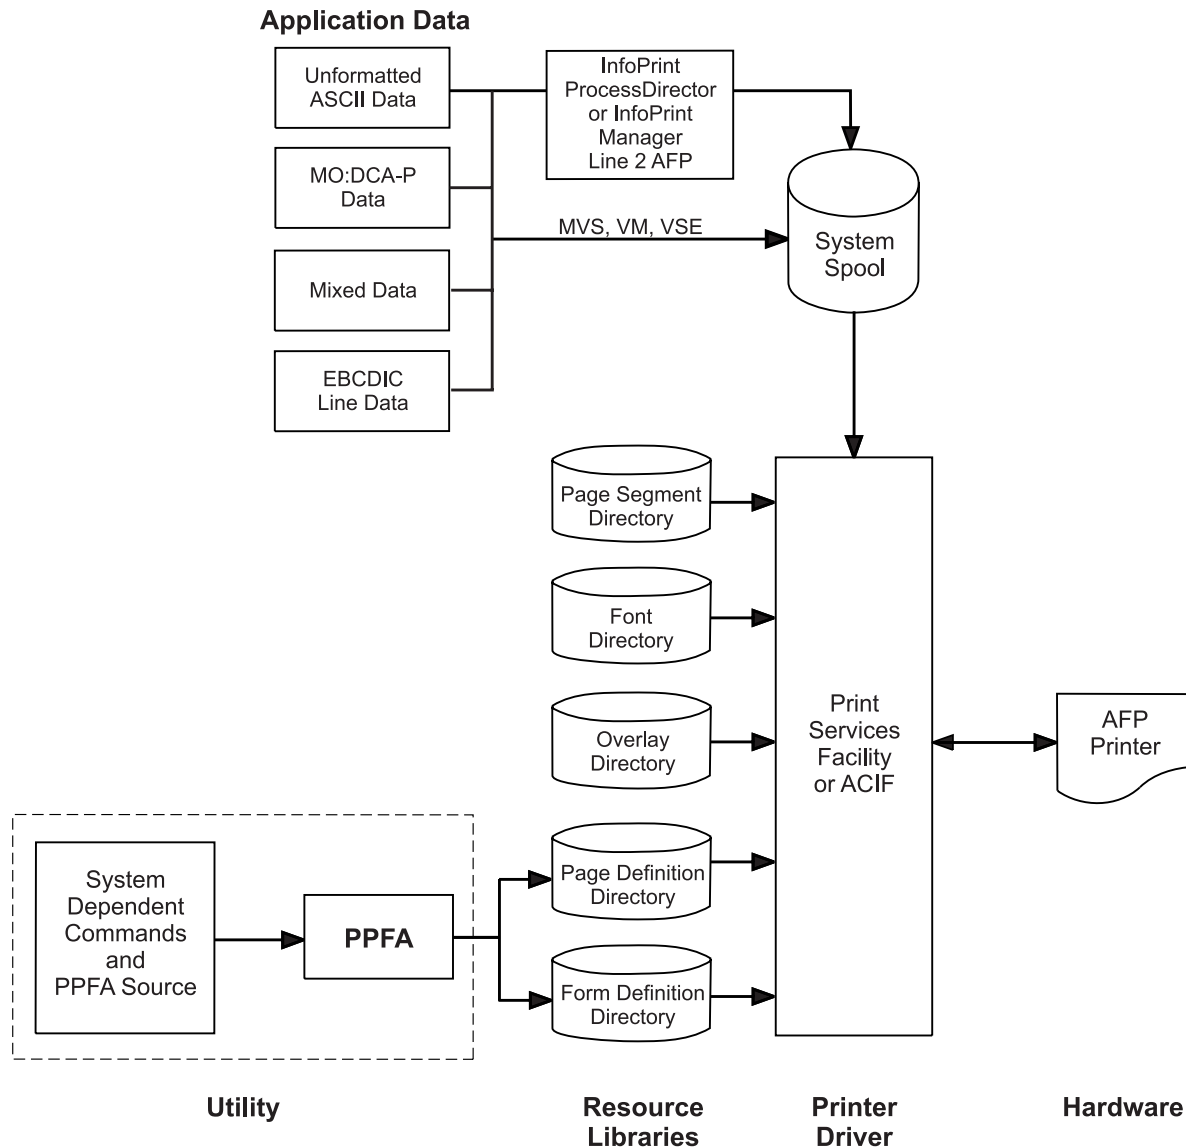 Application Data
Unformatted
ASCII Data
MO:DCA-P
Data
Mixed Data
EBCDIC
Line Data
InfoPrint
ProcessDirector
or InfoPrint
Manager
Line 2 AFP
MVS, VM, VSE
System
Spool
Page Segment
Directory
Font
Directory
Overlay
Directory
Page Definition
Directory
Form Definition
Directory
Print
Services
Facility
or ACIF
AFP
Printer
System
Dependent
Commands
and
PPFA Source
PPFA
Utility
Resource
Libraries
Printer
Driver
Hardware